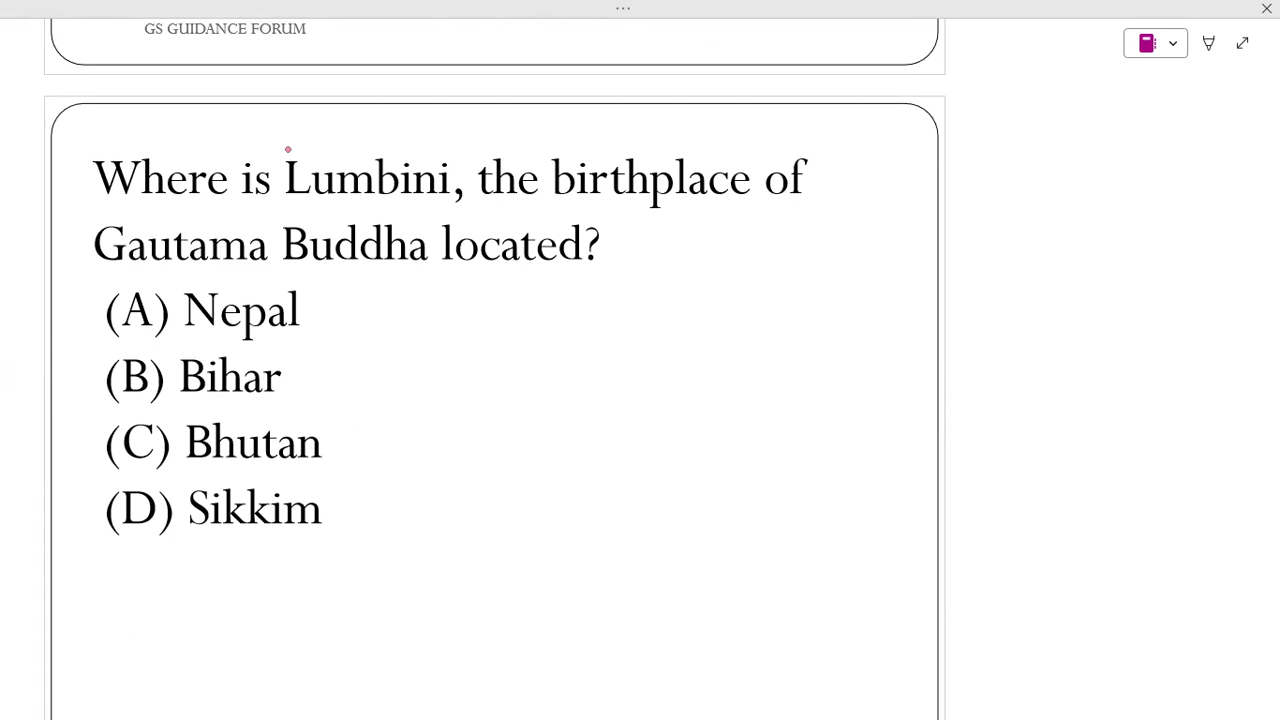 GS GUIDANCE FORUM
Where is Lumbini, the birthplace of
Gautama Buddha located?
(A) Nepal
(B) Bihar
(C) Bhutan
(D) Sikkim